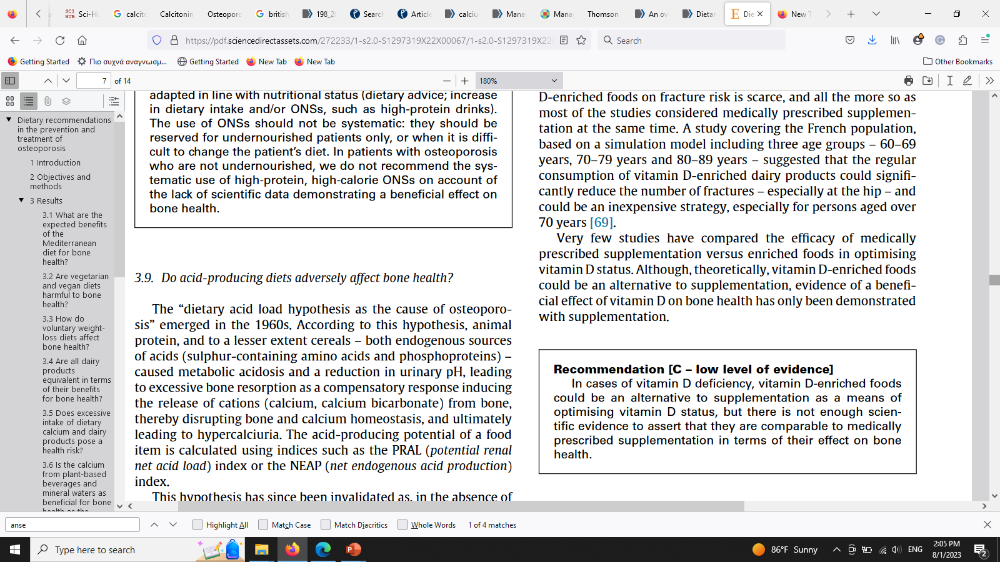 SCI HUB Sci-H
calcito
Calcitonin
Osteopor
british
198_20
Search
Article
calciu
Mana
Mana
Thomson
An ov
Dietar
Die
New T
https://pdf.sciencedirectassets.com/272233/1-s2.0-S1297319X22X00067/1-s2.0-S1297319X22
Search
Getting Started
Πιο συχνά αναγνωσμ...
Getting Started
New Tab
New Tab
Other Bookmarks
7 of 14
180%
Dietary recommendations
in the prevention and
treatment of
osteoporosis
1 Introduction
2 Objectives and
methods
3 Results
3.1 What are the
expected benefits
of the
Mediterranean
diet for bone
health?
3.2 Are vegetarian
and vegan diets
harmful to bone
health?
3.3 How do
voluntary weight-
loss diets affect
bone health?
3.4 Are all dairy
products
equivalent in terms
of their benefits
for bone health?
3.5 Does excessive
intake of dietary
calcium and dairy
products pose a
health risk?
3.6 Is the calcium
from plant-based
beverages and
mineral waters as
beneficial for bone
health as the
adapted in line with nutritional status (dietary advice; increase
in dietary intake and/or ONSs, such as high-protein drinks).
The use of ONSs should not be systematic: they should be
reserved for undernourished patients only, or when it is diffi-
cult to change the patient's diet. In patients with osteoporosis
who are not undernourished, we do not recommend the sys-
tematic use of high-protein, high-calorie ONSs on account of
the lack of scientific data demonstrating a beneficial effect on
bone health.
3.9. Do acid-producing diets adversely affect bone health?
The “dietary acid load hypothesis as the cause of osteoporo-
sis” emerged in the 1960s. According to this hypothesis, animal
protein, and to a lesser extent cereals – both endogenous sources
of acids (sulphur-containing amino acids and phosphoproteins) –
caused metabolic acidosis and a reduction in urinary pH, leading
to excessive bone resorption as a compensatory response inducing
the release of cations (calcium, calcium bicarbonate) from bone,
thereby disrupting bone and calcium homeostasis, and ultimately
leading to hypercalciuria. The acid-producing potential of a food
item is calculated using indices such as the PRAL (potential renal
net acid load) index or the NEAP (net endogenous acid production)
index.
This hypothesis has since been invalidated as, in the absence of
D-enriched foods on fracture risk is scarce, and all the more so as
most of the studies considered medically prescribed supplemen-
tation at the same time. A study covering the French population,
based on a simulation model including three age groups – 60–69
years, 70–79 years and 80–89 years – suggested that the regular
consumption of vitamin D-enriched dairy products could signifi-
cantly reduce the number of fractures – especially at the hip – and
could be an inexpensive strategy, especially for persons aged over
70 years [69].
Very few studies have compared the efficacy of medically
prescribed supplementation versus enriched foods in optimising
vitamin D status. Although, theoretically, vitamin D-enriched foods
could be an alternative to supplementation, evidence of a benefi-
cial effect of vitamin D on bone health has only been demonstrated
with supplementation.
Recommendation [C – low level of evidence]
In cases of vitamin D deficiency, vitamin D-enriched foods
could be an alternative to supplementation as a means of
optimising vitamin D status, but there is not enough scien-
tific evidence to assert that they are comparable to medically
prescribed supplementation in terms of their effect on bone
health.
anse
Highlight All
Match Case
Match Diacritics
Whole Words
1 of 4 matches
Type here to search
86°F Sunny
ENG
2:05 PM
8/1/2023
2